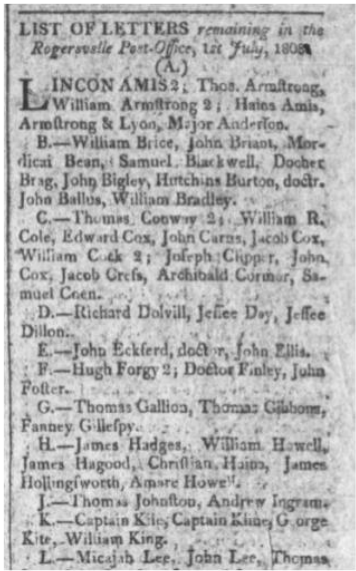 LIST OF LETTERS remaining in the
Rogersvelle Post-Office, 1st July, 1808
(A.)
LINCON AMIS 2; Thos. Armstrong,
William Armstrong 2; Hains Amis,
Armstrong & Lyon, Major Anderson.
B.—William Brice, John Briant, Mor-
dicai Bean, Samuel Blackwell, Docher
Brag, John Bigley, Hutchins Burton, doctr.
John Ballus, William Bradley.
C.—Thomas Conway 2; William R.
Cole, Edward Cox, John Carns, Jacob Cox,
William Cock 2; Joseph Clipper, John
Cox, Jacob Cress, Archibald Cormer, Sa-
muel Coen.
D.—Richard Dolvill, Jessee Day, Jessee
Dillon.
E.—John Eckserd, doctor, John Ellis.
F.—Hugh Forgy 2; Doctor Finley, John
Foster.
G.—Thomas Gallion, Thomas Gibbons,
Fanney Gillespy.
H.—James Hadges, William Howell,
James Hagood, Christian Hains, James
Hollingsworth, Amare Howell.
J.—Thomas Johnston, Andrew Ingram.
K.—Captain Kite, Captain Kline, George
Kite, William King.
L.—Micajah Lee, John Lee, Thomas